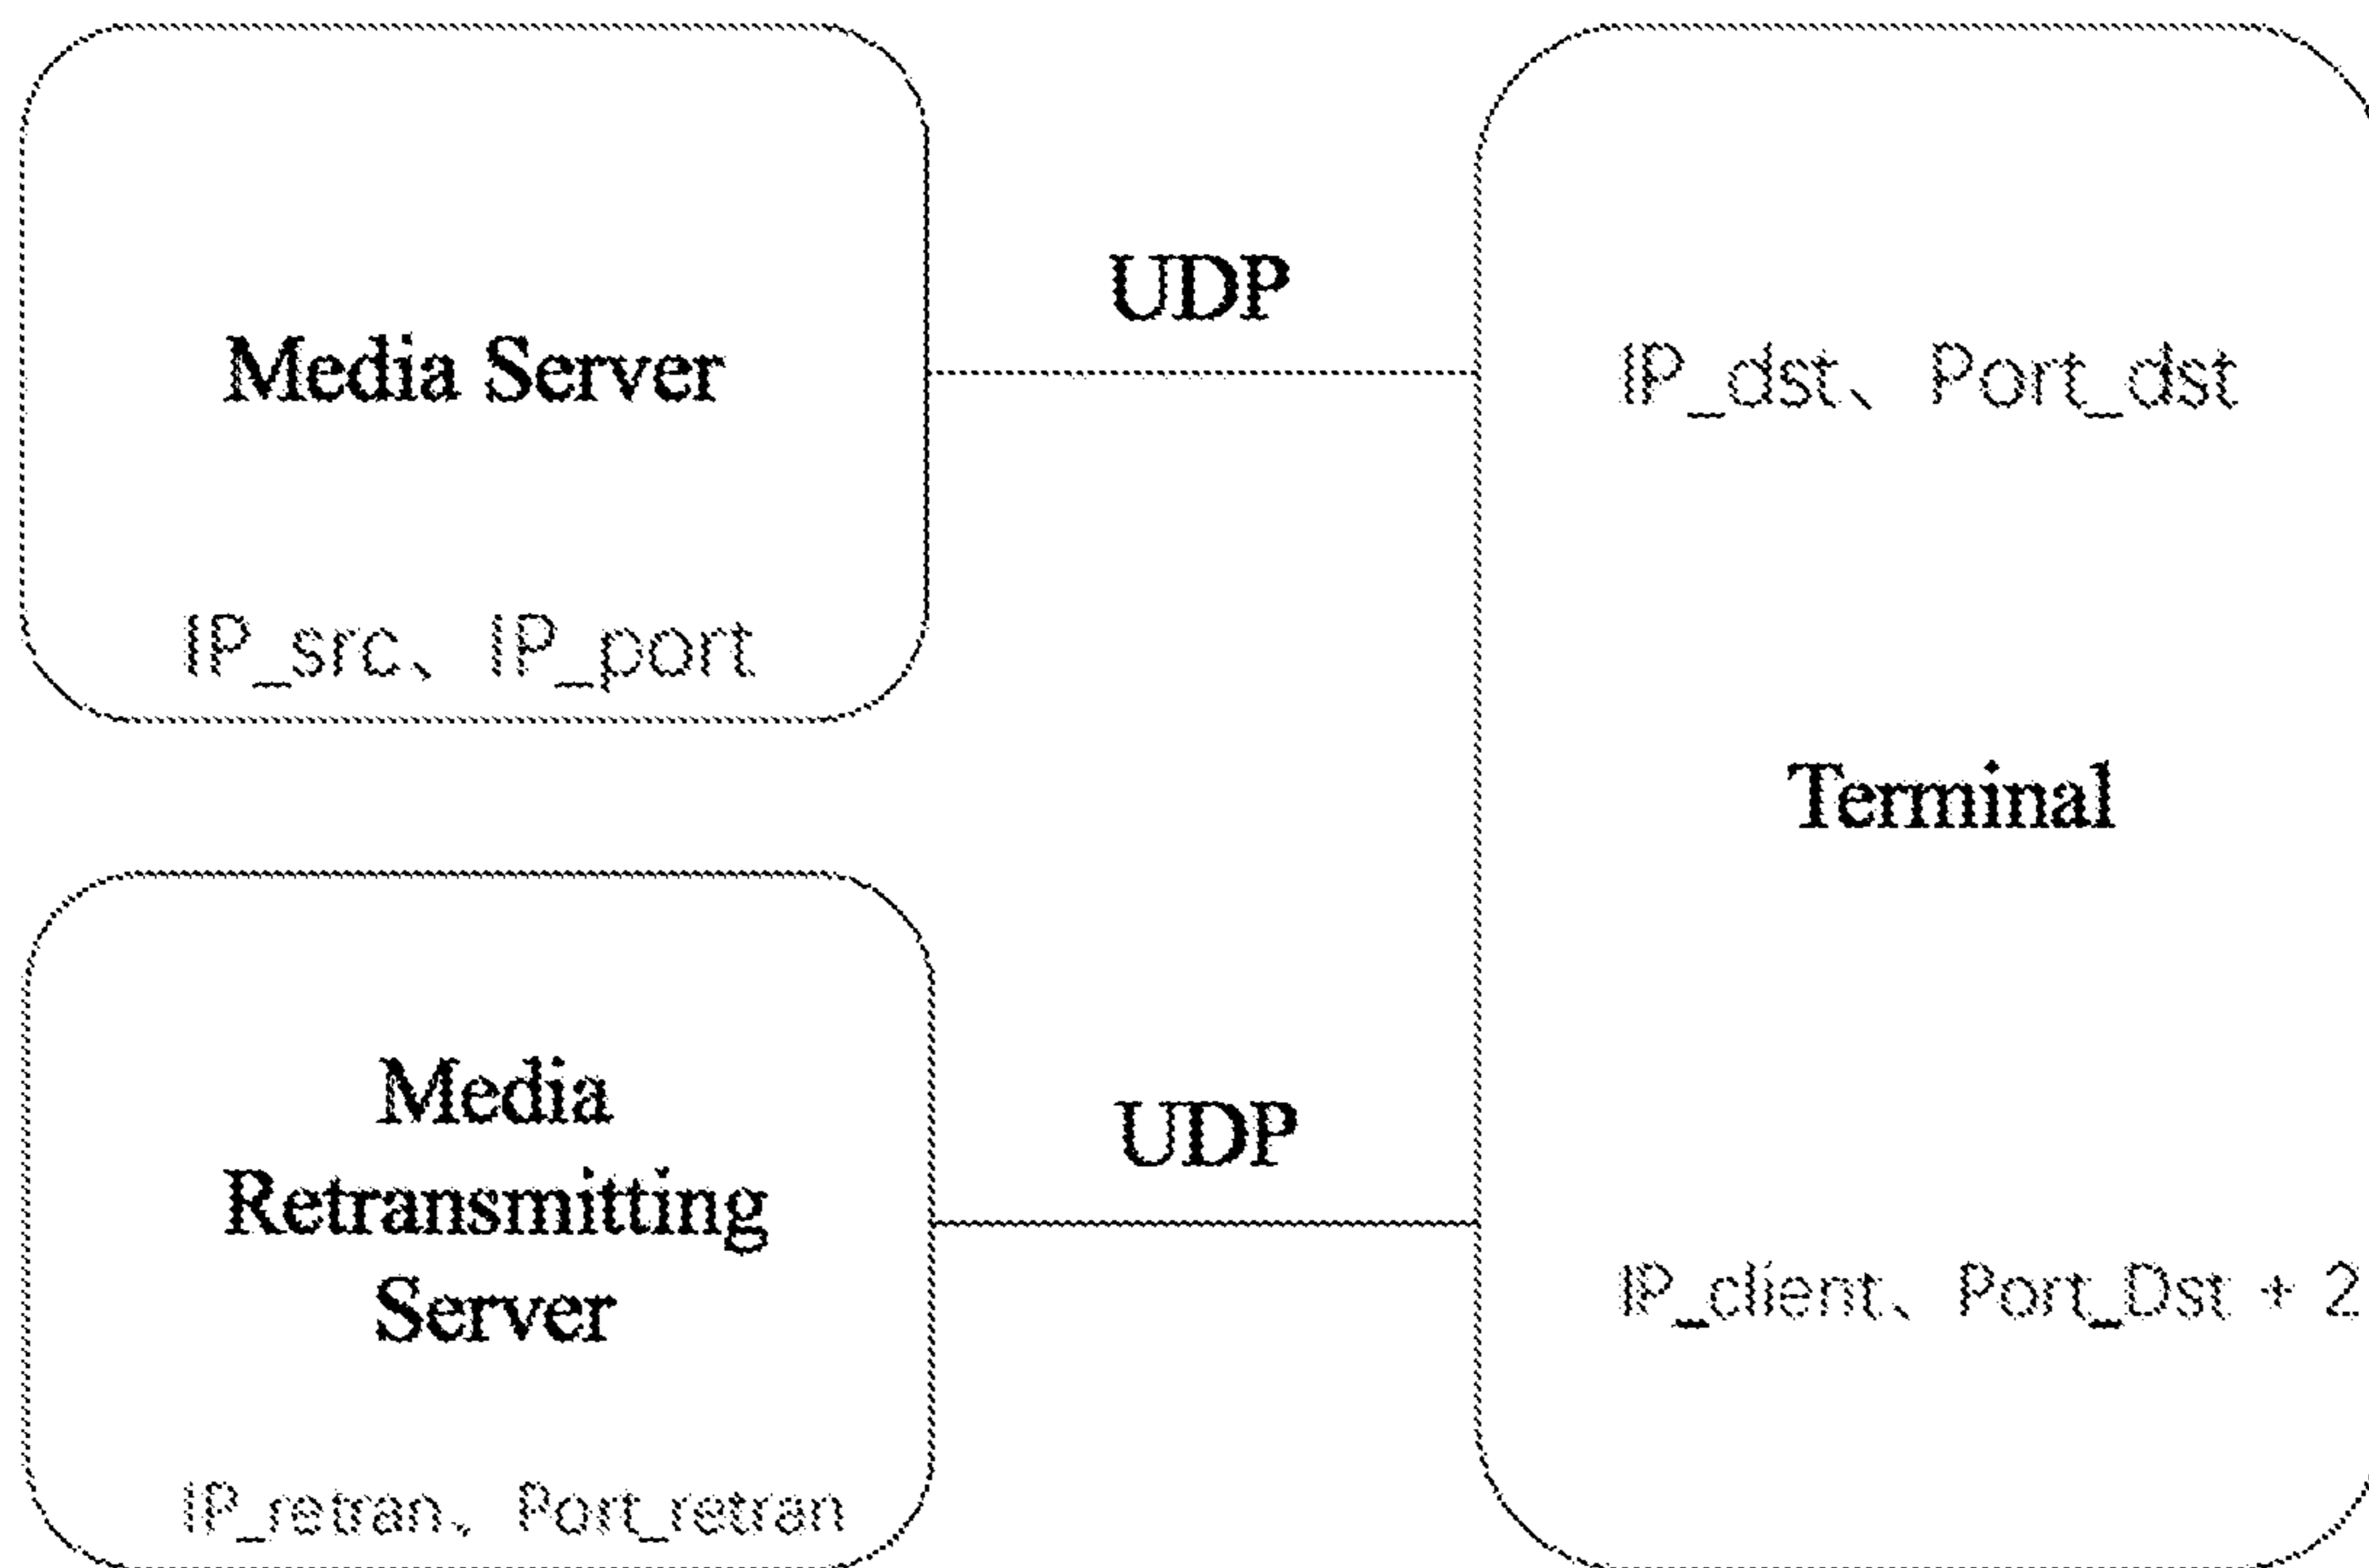 Media Server
IP_src、 IP_port
UDP
IP_dst、 Port_dst
Terminal
Media
Retransmitting
Server
IP_retran、 Port_retran
UDP
IP_client、 Port_Dst + 2